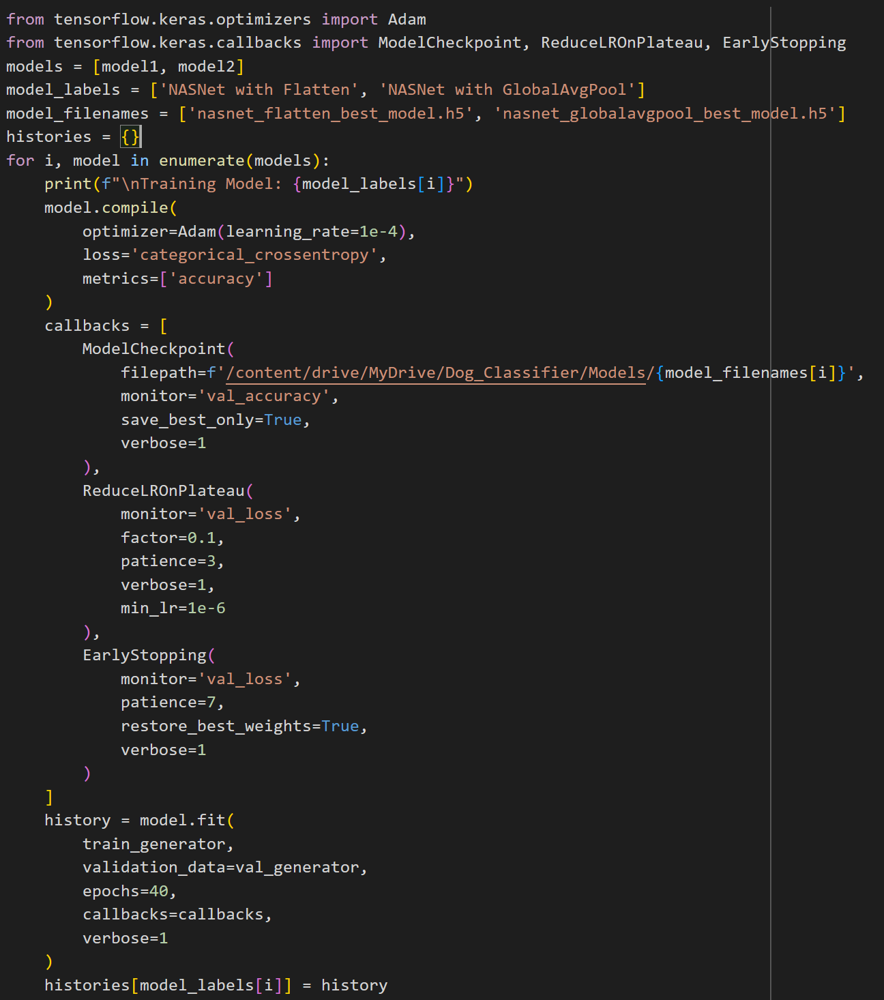 from tensorflow.keras.optimizers import Adam
from tensorflow.keras.callbacks import ModelCheckpoint, ReduceLROnPlateau, EarlyStopping
models = [model1, model2]
model_labels = ['NASNet with Flatten', 'NASNet with GlobalAvgPool']
model_filenames = ['nasnet_flatten_best_model.h5', 'nasnet_globalavgpool_best_model.h5']
histories = {}
for i, model in enumerate(models):
    print(f"\nTraining Model: {model_labels[i]}")
    model.compile(
        optimizer=Adam(learning_rate=1e-4),
        loss='categorical_crossentropy',
        metrics=['accuracy']
    )
    callbacks = [
        ModelCheckpoint(
            filepath=f'/content/drive/MyDrive/Dog_Classifier/Models/{model_filenames[i]}',
            monitor='val_accuracy',
            save_best_only=True,
            verbose=1
        ),
        ReduceLROnPlateau(
            monitor='val_loss',
            factor=0.1,
            patience=3,
            verbose=1,
            min_lr=1e-6
        ),
        EarlyStopping(
            monitor='val_loss',
            patience=7,
            restore_best_weights=True,
            verbose=1
        )
    ]
    history = model.fit(
        train_generator,
        validation_data=val_generator,
        epochs=40,
        callbacks=callbacks,
        verbose=1
    )
    histories[model_labels[i]] = history